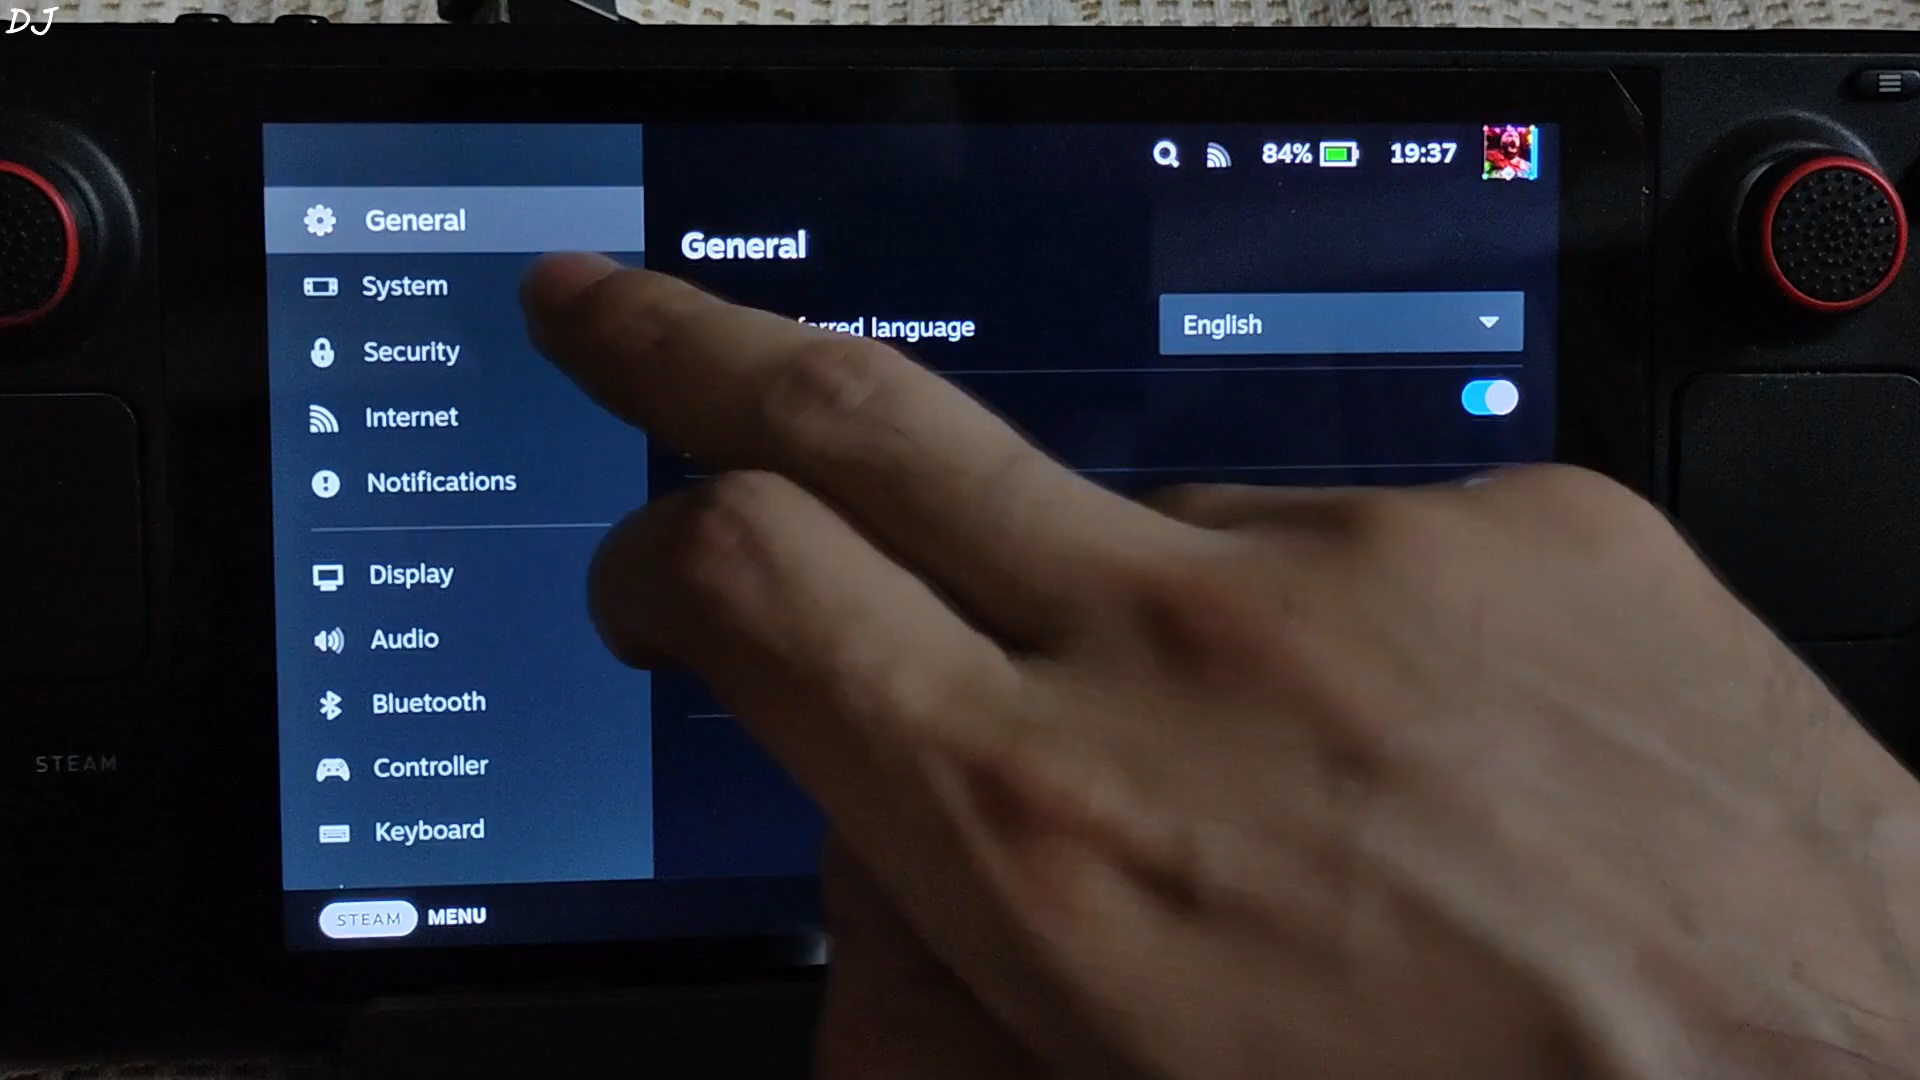 DJ
84% 19:37
General
System
Security
Internet
Notifications
Display
Audio
Bluetooth
Controller
Keyboard
General
language
English
STEAM
STEAM MENU